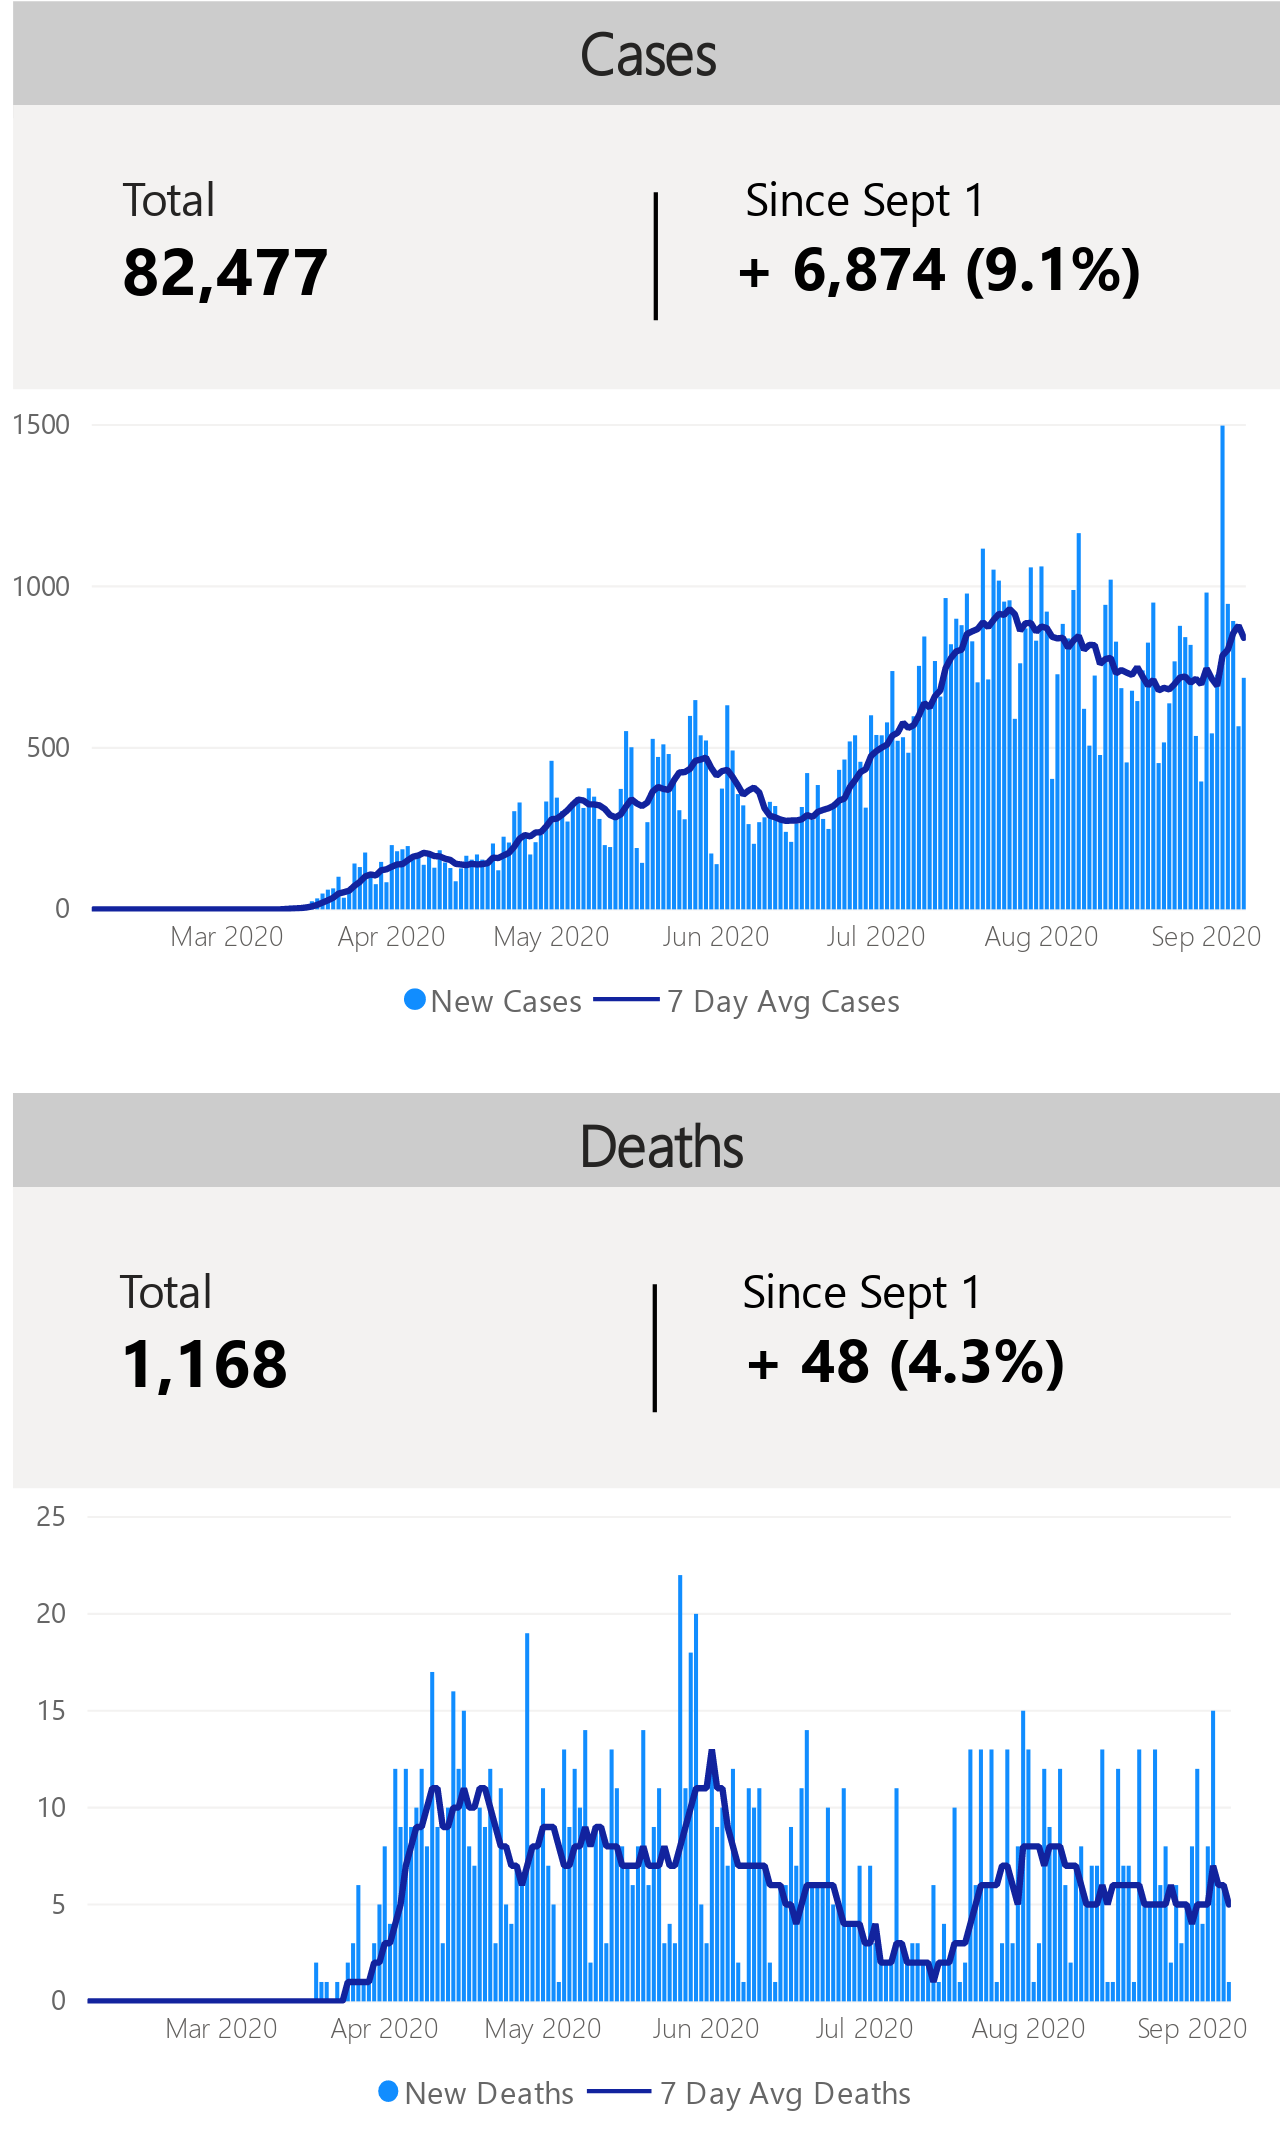 Cases
Total
82,477
Since Sept 1
+ 6,874 (9.1%)
1500
1000
500
0
Mar 2020 Apr 2020 May 2020 Jun 2020 Jul 2020 Aug 2020 Sep 2020
New Cases 7 Day Avg Cases
Deaths
Total
1,168
Since Sept 1
+ 48 (4.3%)
25
20
15
10
5
0
Mar 2020 Apr 2020 May 2020 Jun 2020 Jul 2020 Aug 2020 Sep 2020
New Deaths 7 Day Avg Deaths